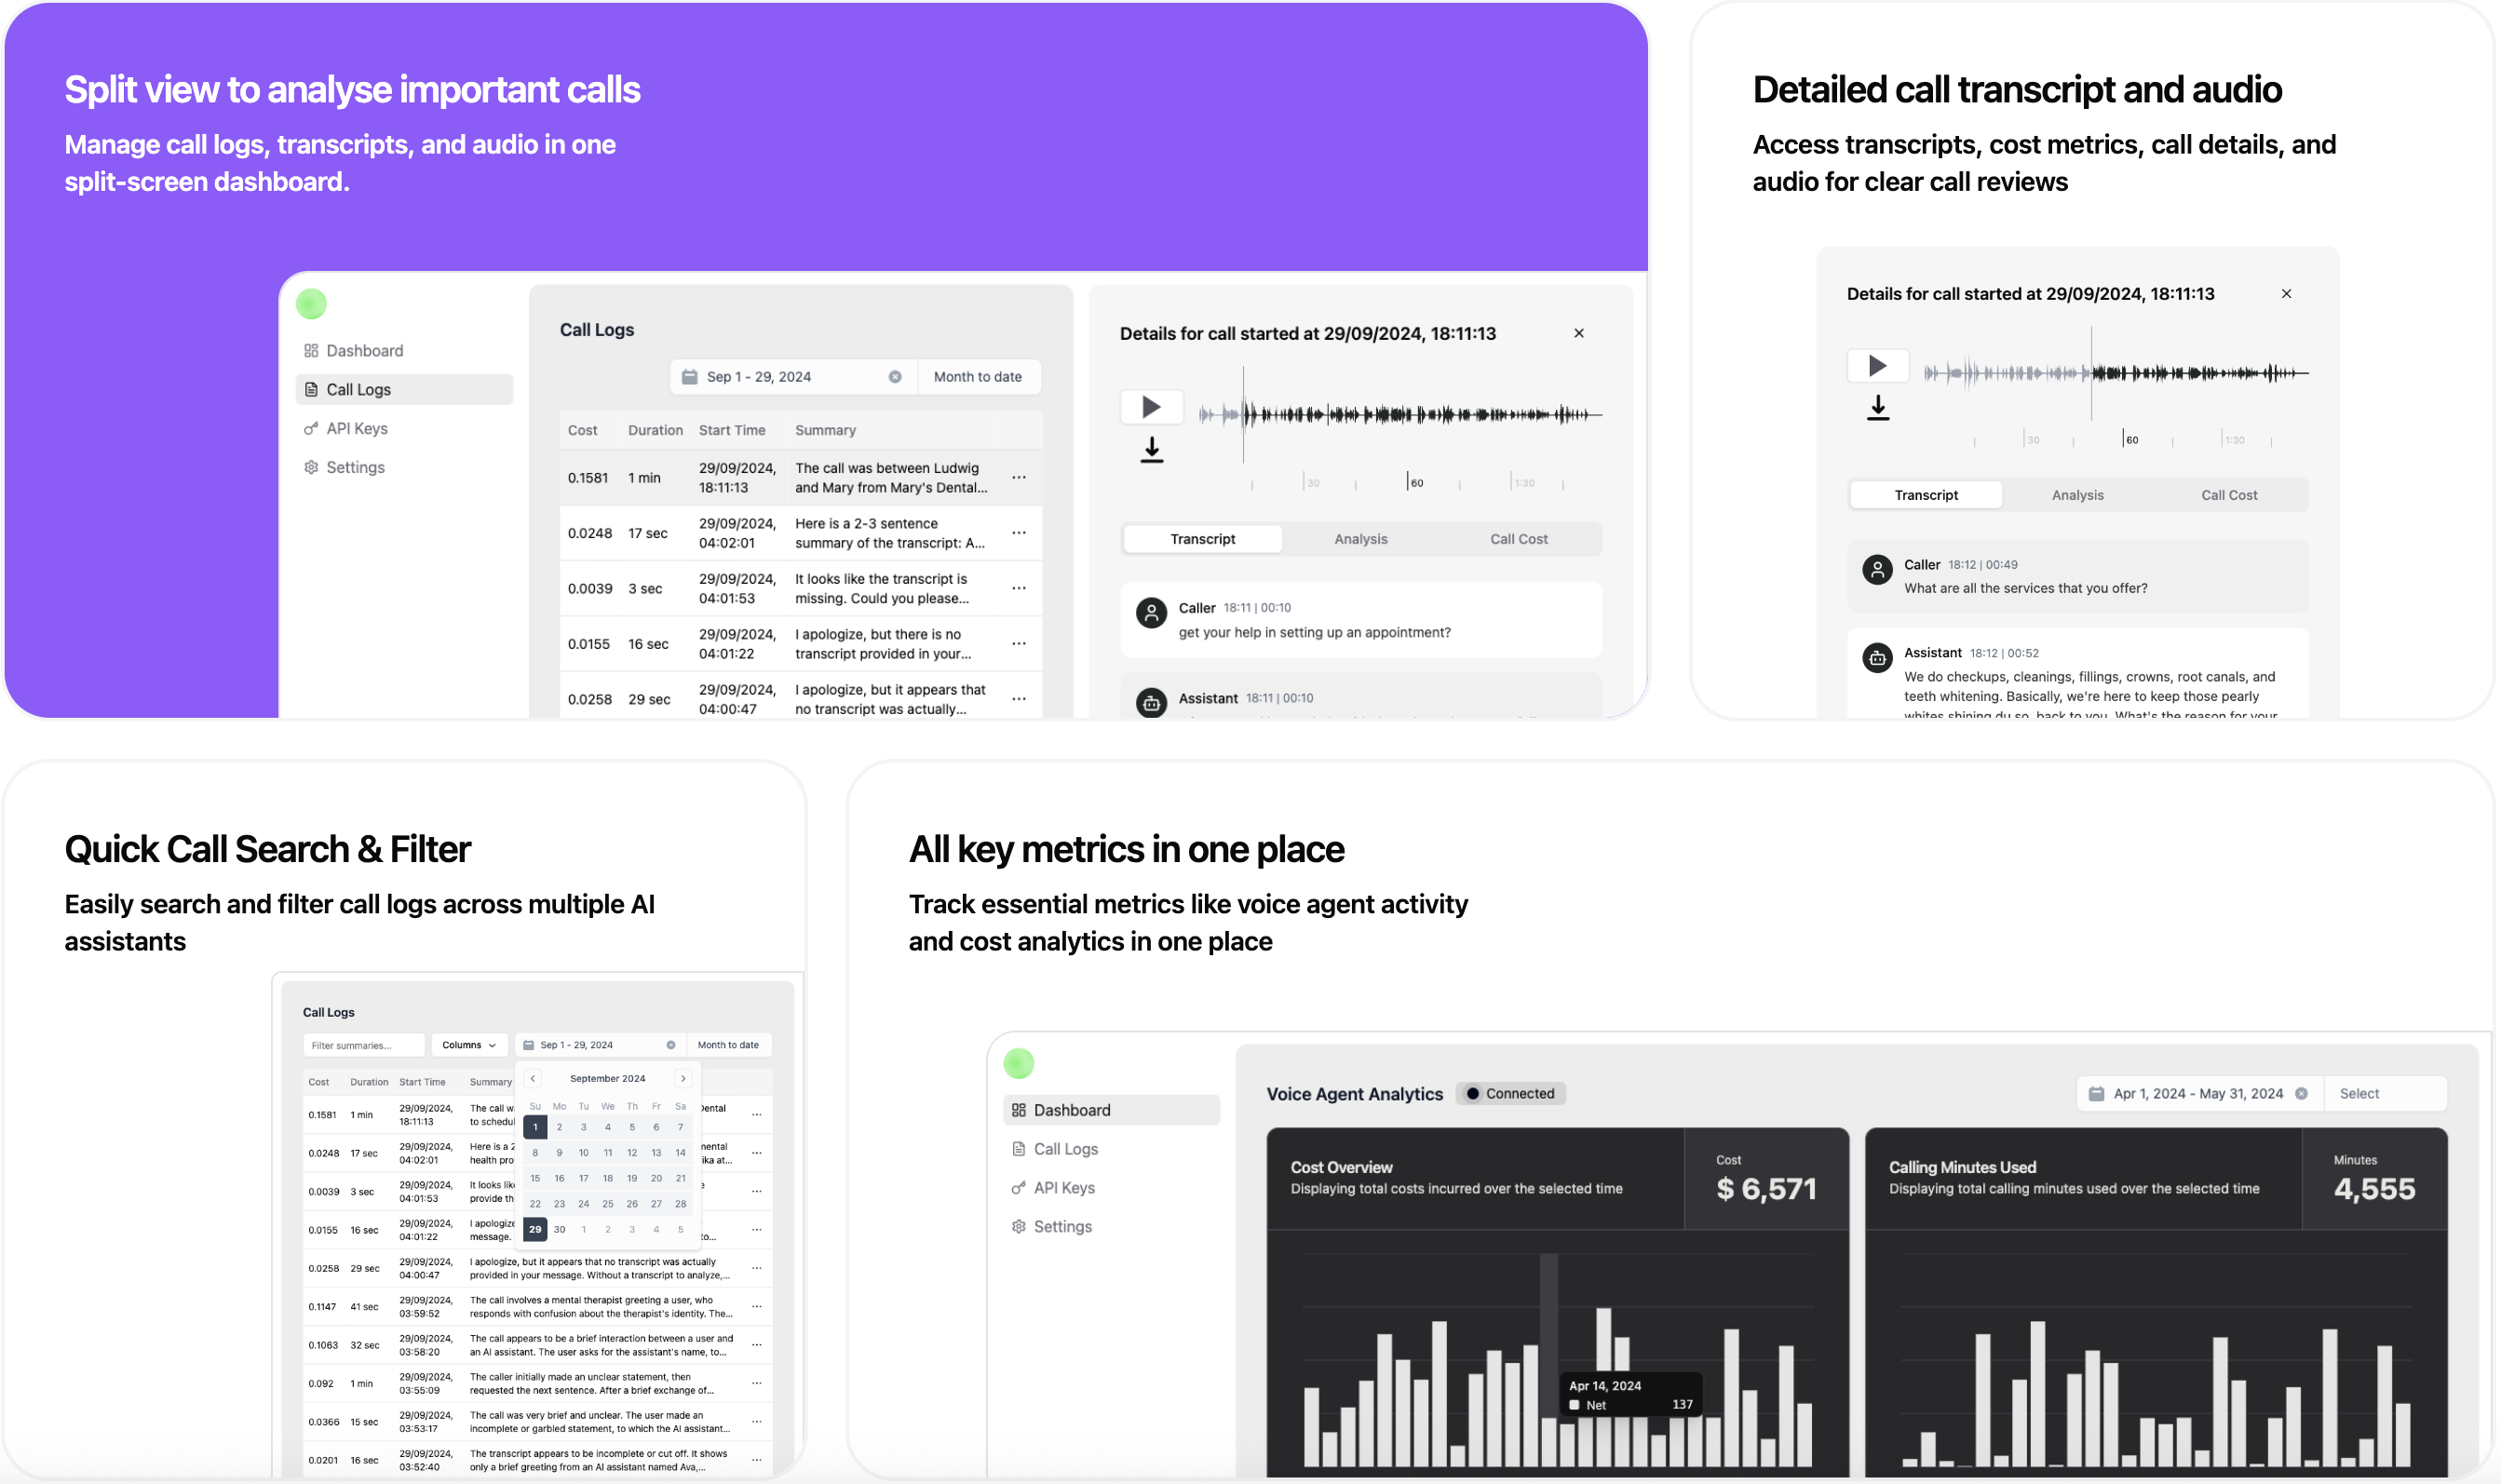 Split view to analyse important calls
Manage call logs, transcripts, and audio in one
split-screen dashboard.
Dashboard
Call Logs
API Keys
Settings
Call Logs
Sep 1 - 29, 2024
Month to date
Cost Duration Start Time Summary
0.1581 1 min 29/09/2024, 18:11:13 The call was between Ludwig
and Mary from Mary's Dental...
0.0248 17 sec 29/09/2024, 04:02:01 Here is a 2-3 sentence
summary of the transcript: A...
0.0039 3 sec 29/09/2024, 04:01:53 It looks like the transcript is
missing. Could you please...
0.0155 16 sec 29/09/2024, 04:01:22 I apologize, but there is no
transcript provided in your...
0.0258 29 sec 29/09/2024, 04:00:47 I apologize, but it appears that
no transcript was actually...
Details for call started at 29/09/2024, 18:11:13
30 60 1:30
Transcript Analysis Call Cost
Caller 18:11 | 00:10
get your help in setting up an appointment?
Assistant 18:11 | 00:10
Detailed call transcript and audio
Access transcripts, cost metrics, call details, and
audio for clear call reviews
Details for call started at 29/09/2024, 18:11:13
30 60 1:30
Transcript Analysis Call Cost
Caller 18:12 | 00:49
What are all the services that you offer?
Assistant 18:12 | 00:52
We do checkups, cleanings, fillings, crowns, root canals, and
teeth whitening. Basically, we're here to keep those pearly
whites shining du so, back to you. What's the reason for your
Quick Call Search & Filter
Easily search and filter call logs across multiple AI
assistants
Call Logs
Filter summaries... Columns Sep 1 - 29, 2024 Month to date
Cost Duration Start Time Summary
September 2024
Su Mo Tu We Th Fr Sa
1 2 3 4 5 6 7
8 9 10 11 12 13 14
15 16 17 18 19 20 21
22 23 24 25 26 27 28
29 30 1 2 3 4 5
0.1581 1 min 29/09/2024, 18:11:13 The call
to
0.0248 17 sec 29/09/2024, 04:02:01 Here is a
health
0.0039 3 sec 29/09/2024, 04:01:53 It looks
provide
0.0155 16 sec 29/09/2024, 04:01:22 I apologize
message. to...
0.0258 29 sec 29/09/2024, 04:00:47 I apologize, but it appears that no transcript was actually
provided in your message. Without a transcript to analyze,...
0.1147 41 sec 29/09/2024, 03:59:52 The call involves a mental therapist greeting a user, who
responds with confusion about the therapist's identity. The...
0.1063 32 sec 29/09/2024, 03:58:20 The call appears to be a brief interaction between a user and
an AI assistant. The user asks for the assistant's name, to...
0.092 1 min 29/09/2024, 03:55:09 The caller initially made an unclear statement, then
requested the next sentence. After a brief exchange of...
0.0366 15 sec 29/09/2024, 03:53:17 The call was very brief and unclear. The user made an
incomplete or garbled statement, to which the AI assistant...
0.0201 16 sec 29/09/2024, 03:52:40 The transcript appears to be incomplete or cut off. It shows
only a brief greeting from an AI assistant named Ava,...
All key metrics in one place
Track essential metrics like voice agent activity
and cost analytics in one place
Dashboard
Call Logs
API Keys
Settings
Voice Agent Analytics Connected
Apr 1, 2024 - May 31, 2024 Select
Cost Overview
Displaying total costs incurred over the selected time
Cost
$ 6,571
Apr 14, 2024
Net 137
Calling Minutes Used
Displaying total calling minutes used over the selected time
Minutes
4,555